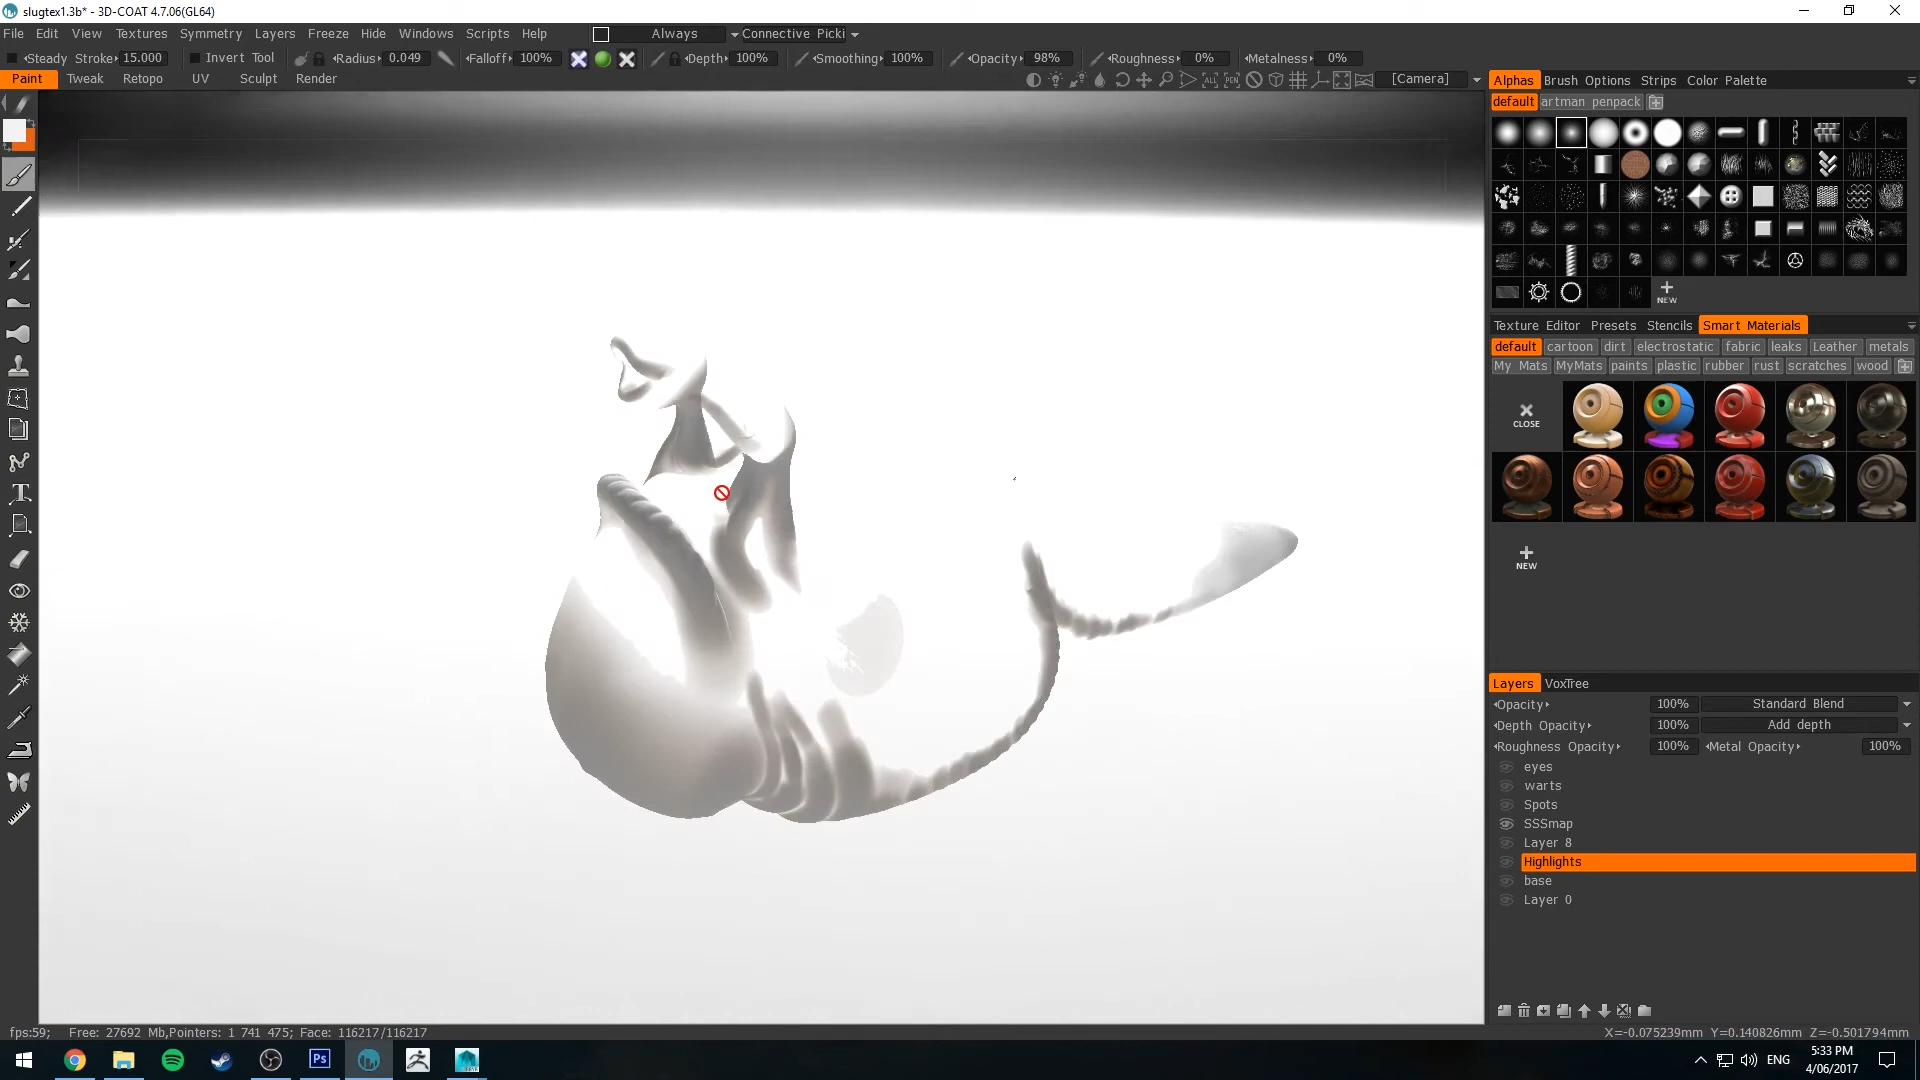 slugtex1.3b* - 3D-COAT 4.7.06(GL64)
File Edit View Textures Symmetry Layers Freeze Hide Windows Scripts Help Always Connective Picki
Steady Stroke 15.000 Invert Tool Radius 0.049 Falloff 100% Depth 100% Smoothing 100% Opacity 98% Roughness 0% Metalness 0%
Paint Tweak Retopo UV Sculpt Render ALL PEN [Camera]
Alphas Brush Options Strips Color Palette
default artman penpack
NEW
Texture Editor Presets Stencils Smart Materials
default cartoon dirt electrostatic fabric leaks Leather metals
My Mats MyMats paints plastic rubber rust scratches wood
CLOSE
NEW
Layers VoxTree
Opacity 100% Standard Blend
Depth Opacity 100% Add depth
Roughness Opacity 100% Metal Opacity 100%
eyes
warts
Spots
SSSmap
Layer 8
Highlights
base
Layer 0
fps:59; Free: 27692 Mb,Pointers: 1 741 475; Face: 116217/116217
X=-0.075239mm Y=0.140826mm Z=-0.501794mm
Ps
ENG
5:33 PM
4/06/2017